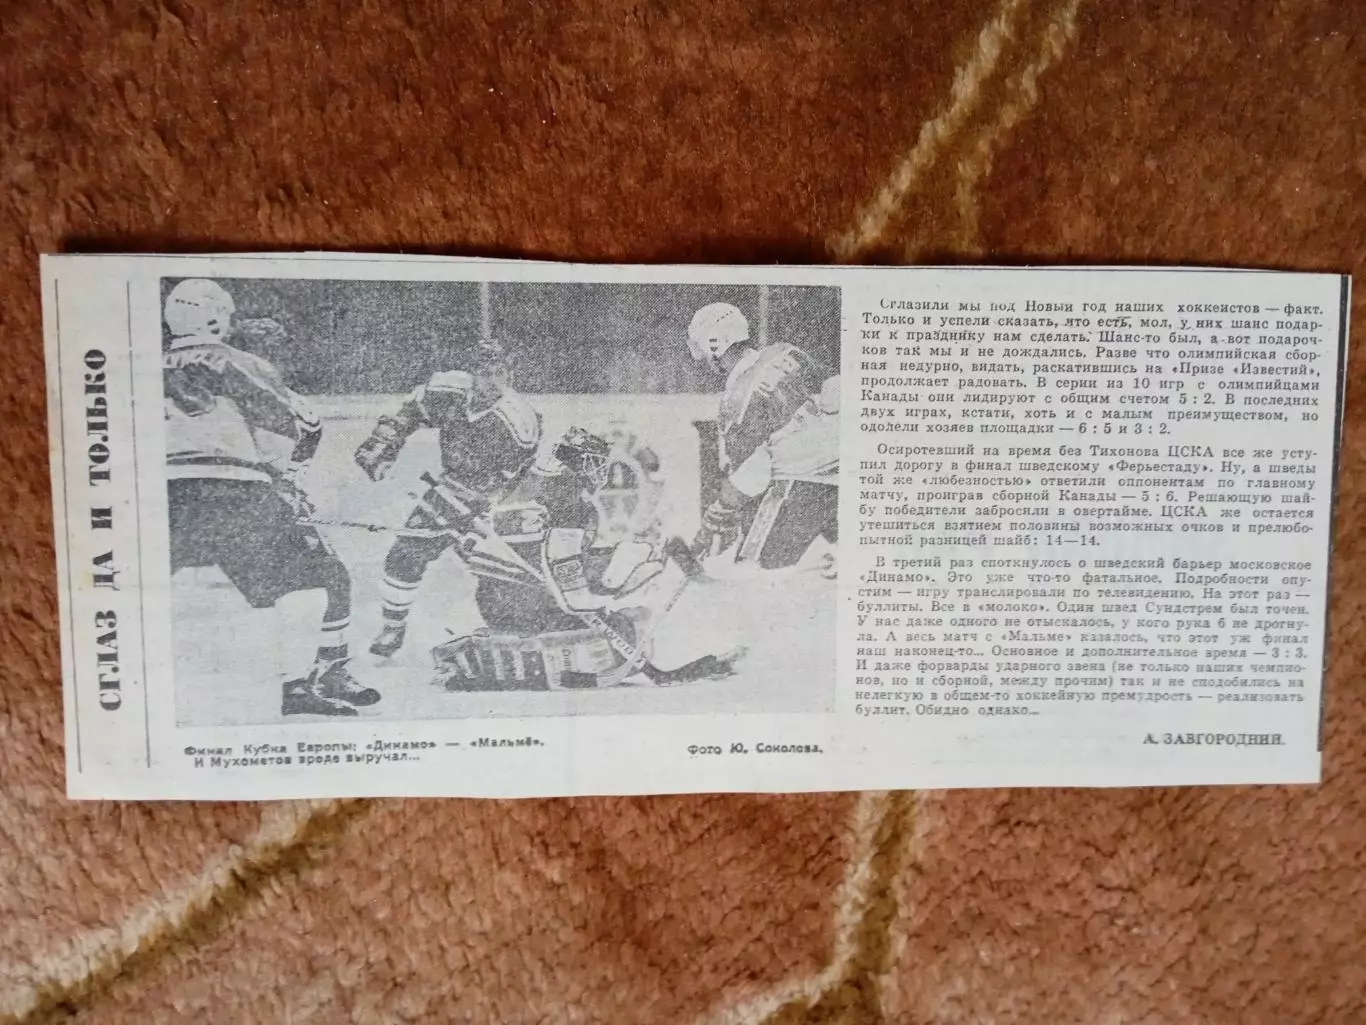 СГЛАЗ ДА И ТОЛЬКО
Финал Кубка Европы: «Динамо» — «Мальмё».
И Мухометов вроде выручал...
Фото Ю. Соколова.
Сглазили мы под Новый год наших хоккеистов — факт.
Только и успели сказать, что есть, мол, у них шанс подар-
ки к празднику нам сделать. Шанс-то был, а вот подароч-
ков так мы и не дождались. Разве что олимпийская сбор-
ная недурно, видать, раскатившись на «Призе «Известий»,
продолжает радовать. В серии из 10 игр с олимпийцами
Канады они лидируют с общим счетом 5 : 2. В последних
двух играх, кстати, хоть и с малым преимуществом, но
одолели хозяев площадки — 6 : 5 и 3 : 2.
Осиротевший на время без Тихонова ЦСКА все же усту-
пил дорогу в финал шведскому «Ферьестаду». Ну, а шведы
той же «любезностью» ответили оппонентам по главному
матчу, проиграв сборной Канады — 5 : 6. Решающую шай-
бу победители забросили в овертайме. ЦСКА же остается
утешиться взятием половины возможных очков и прелюбо-
пытной разницей шайб: 14—14.
В третий раз споткнулось о шведский барьер московское
«Динамо». Это уже что-то фатальное. Подробности опу-
стим — игру транслировали по телевидению. На этот раз —
буллиты. Все в «молоко». Один швед Сундстрем был точен.
У нас даже одного не отыскалось, у кого рука б не дрогну-
ла. А весь матч с «Мальме» казалось, что этот уж финал
наш наконец-то... Основное и дополнительное время — 3 : 3.
И даже форварды ударного звена (не только наших чемпио-
нов, но и сборной, между прочим) так и не сподобились на
нелегкую в общем-то хоккейную премудрость — реализовать
буллит. Обидно однако...
А. ЗАВГОРОДНИЙ.